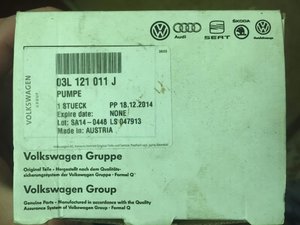 Audi
SEAT
ŠKODA
VOLKSWAGEN
GROUP
03L 121 011 J
PUMPE
1 STUECK PP 18.12.2014
Expire date: NONE
Lot: SA14-0448 LS 047913
Made in: AUSTRIA
Volkswagen Gruppe
Original Teile - Hergestellt nach dem Qualitäts-
sicherungssystem der Volkswagen Gruppe - Formel Q
Volkswagen Group
Genuine Parts - Manufactured in accordance with the Quality
Assurance System of Volkswagen Group - Formel Q